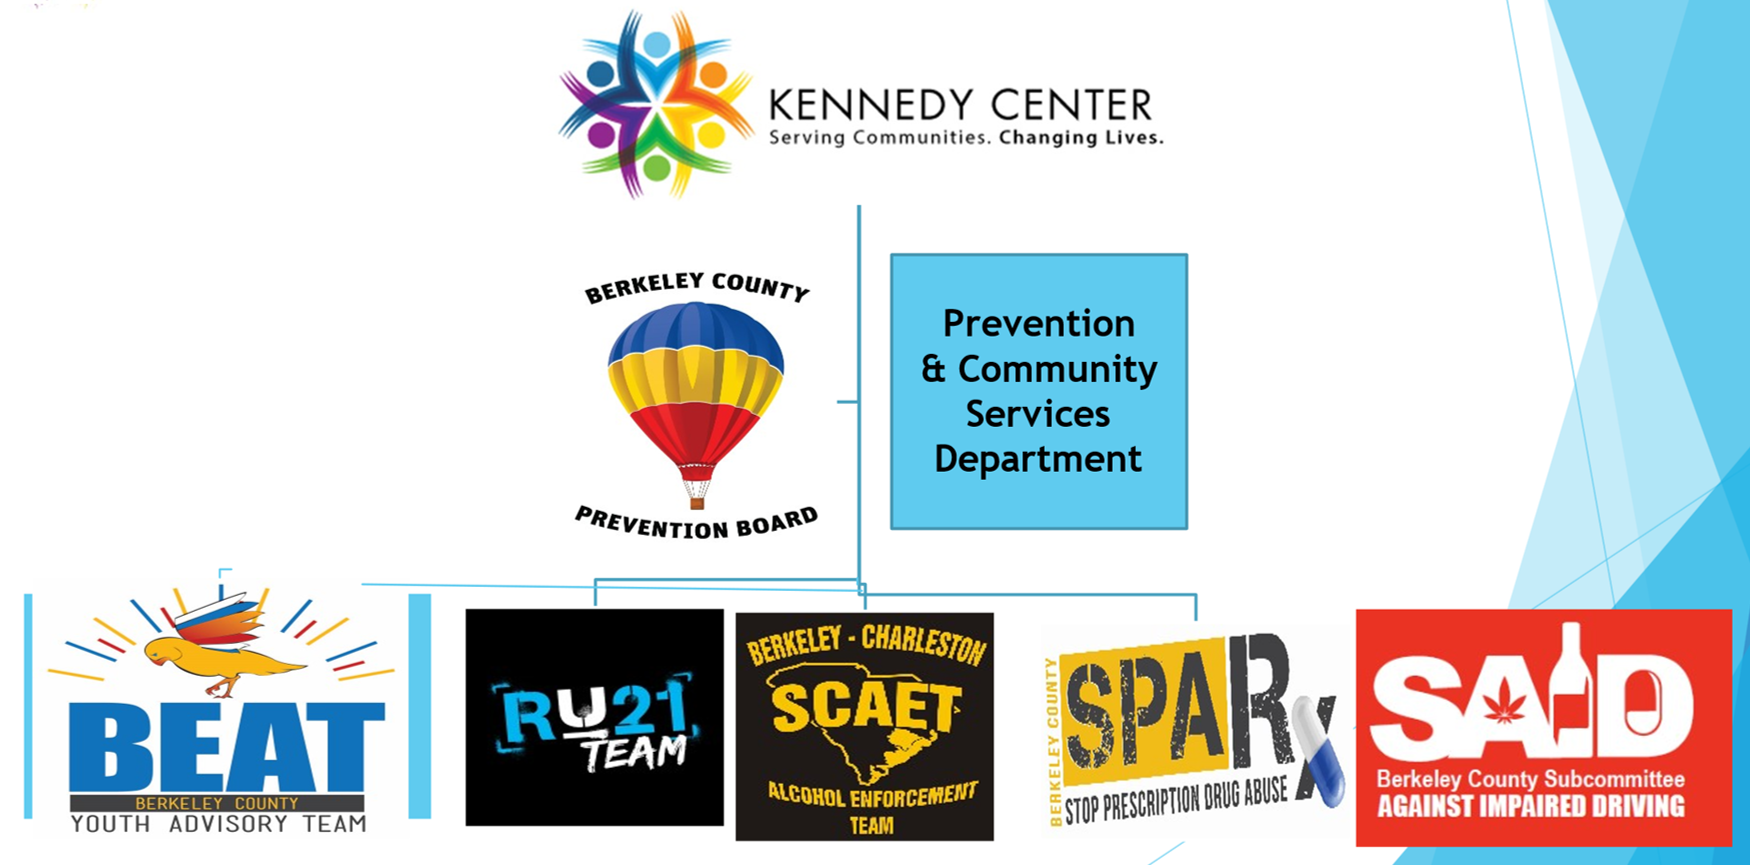 KENNEDY CENTER
Serving Communities. Changing Lives.
BERKELEY COUNTY
PREVENTION BOARD
Prevention
& Community
Services
Department
BEAT
BERKELEY COUNTY
YOUTH ADVISORY TEAM
RU21
TEAM
BERKELEY - CHARLESTON
SCAET
ALCOHOL ENFORCEMENT
TEAM
BERKELEY COUNTY
SPARx
STOP PRESCRIPTION DRUG ABUSE
SAID
Berkeley County Subcommittee
AGAINST IMPAIRED DRIVING